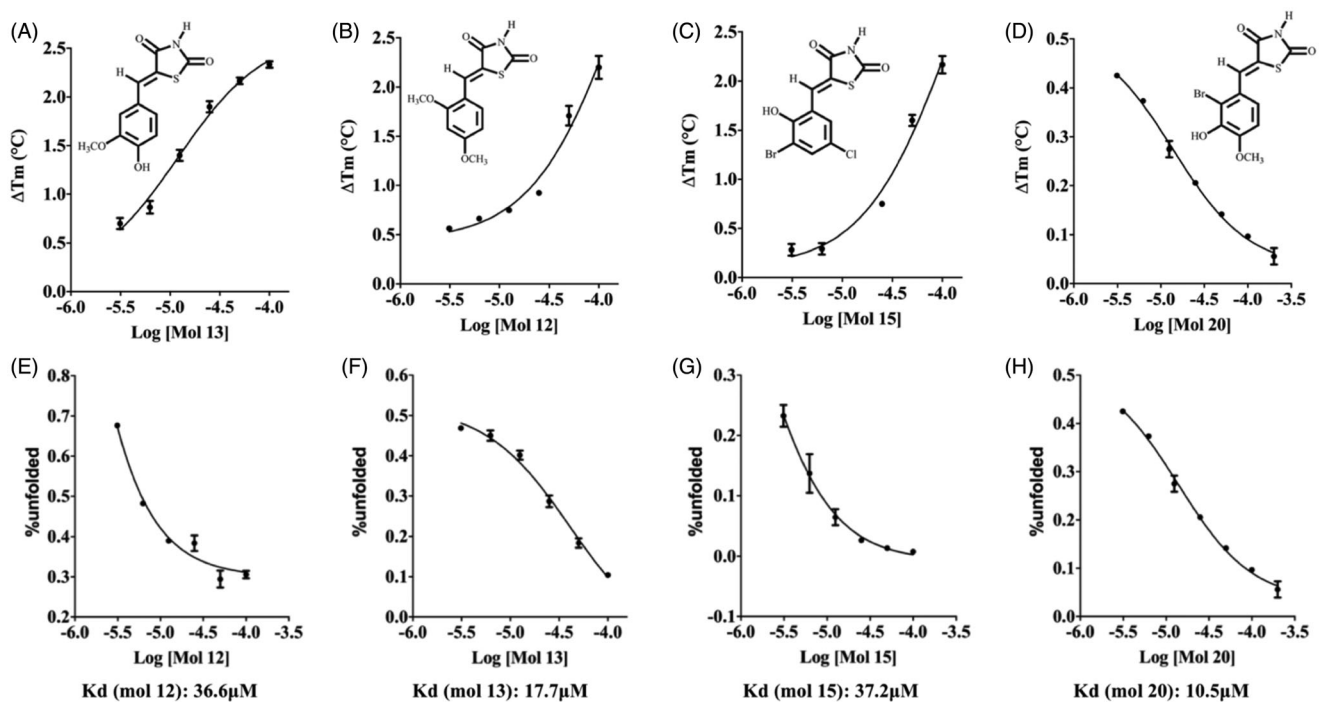 (A)
(B)
(C)
(D)
2.5
2.0
1.5
1.0
0.5
0.0
ΔTm (°C)
-6.0 -5.5 -5.0 -4.5 -4.0
Log [Mol 13]
O
N
H
O
S
H
H₃CO
OH
2.5
2.0
1.5
1.0
0.5
0.0
ΔTm (°C)
-6.0 -5.5 -5.0 -4.5 -4.0
Log [Mol 12]
O
N
H
O
S
H
H₃CO
OCH₃
2.5
2.0
1.5
1.0
0.5
0.0
ΔTm (°C)
-6.0 -5.5 -5.0 -4.5 -4.0
Log [Mol 15]
O
N
H
O
S
H
HO
Br
Cl
0.5
0.4
0.3
0.2
0.1
0.0
ΔTm (°C)
-6.0 -5.5 -5.0 -4.5 -4.0 -3.5
Log [Mol 20]
O
N
H
O
S
H
Br
HO
OCH₃
(E)
(F)
(G)
(H)
0.8
0.7
0.6
0.5
0.4
0.3
0.2
%unfolded
-6.0 -5.5 -5.0 -4.5 -4.0 -3.5
Log [Mol 12]
Kd (mol 12): 36.6μM
0.6
0.5
0.4
0.3
0.2
0.1
0.0
%unfolded
-6.0 -5.5 -5.0 -4.5 -4.0
Log [Mol 13]
Kd (mol 13): 17.7μM
0.3
0.2
0.1
0.0
-0.1
%unfolded
-6.0 -5.5 -5.0 -4.5 -4.0 -3.5
Log [Mol 15]
Kd (mol 15): 37.2μM
0.5
0.4
0.3
0.2
0.1
0.0
%unfolded
-6.0 -5.5 -5.0 -4.5 -4.0 -3.5
Log [Mol 20]
Kd (mol 20): 10.5μM